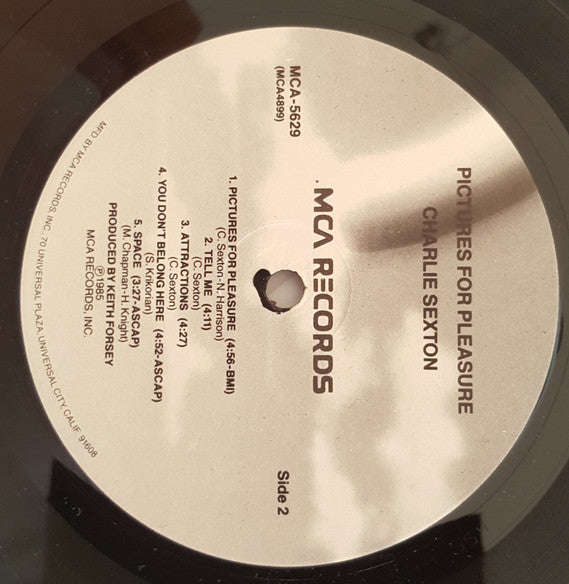 PICTURES FOR PLEASURE
CHARLIE SEXTON
MCA RECORDS
MCA-5629
(MCA4899)
Side 2
1. PICTURES FOR PLEASURE (4:56-BMI)
(C. Sexton-N. Harrison)
2. TELL ME (4:11)
(C. Sexton)
3. ATTRACTIONS (4:27)
(C. Sexton)
4. YOU DON'T BELONG HERE (4:52-ASCAP)
(S. Krikorian)
5. SPACE (3:27-ASCAP)
(M. Chapman-H. Knight)
PRODUCED BY KEITH FORSEY
℗1985
MCA RECORDS, INC.
MFD BY MCA RECORDS, INC. 70 UNIVERSAL PLAZA, UNIVERSAL CITY, CALIF. 91608